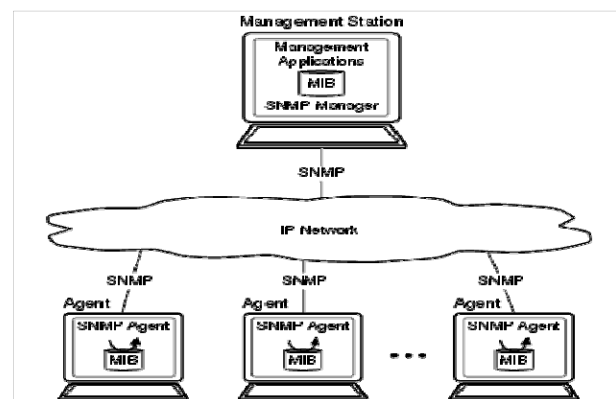 Management Station
Management
Applications
MIB
SNMP Manager
SNMP
IP Network
SNMP
SNMP
SNMP
Agent
Agent
Agent
SNMP Agent
SNMP Agent
SNMP Agent
MIB
MIB
MIB